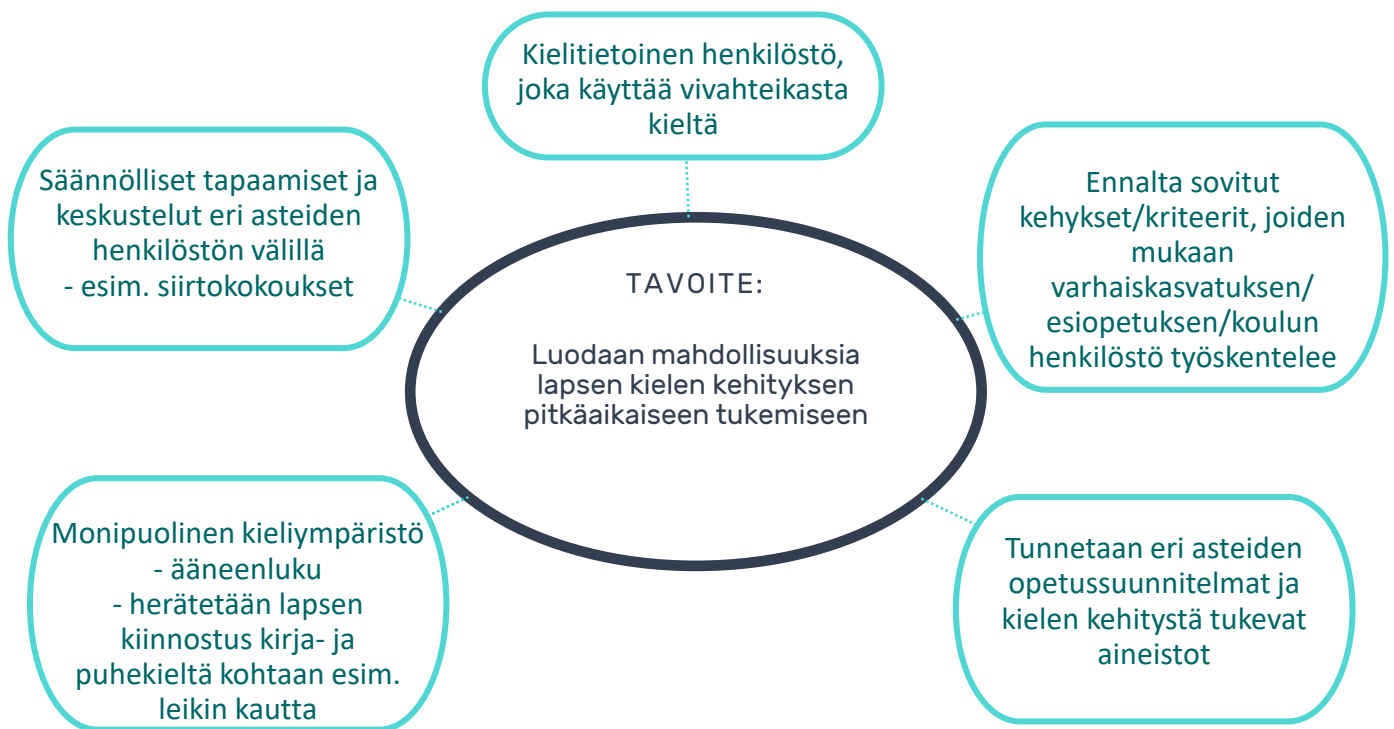 Kielitietoinen henkilöstö,
joka käyttää vivahteikasta
kieltä
Säännölliset tapaamiset ja
keskustelut eri asteiden
henkilöstön välillä
- esim. siirtokokoukset
Ennalta sovitut
kehykset/kriteerit, joiden
mukaan
varhaiskasvatuksen/
esiopetuksen/koulun
henkilöstö työskentelee
TAVOITE:
Luodaan mahdollisuuksia
lapsen kielen kehityksen
pitkäaikaiseen tukemiseen
Monipuolinen kieliympäristö
- ääneenluku
- herätetään lapsen
kiinnostus kirja- ja
puhekieltä kohtaan esim.
leikin kautta
Tunnetaan eri asteiden
opetussuunnitelmat ja
kielen kehitystä tukevat
aineistot